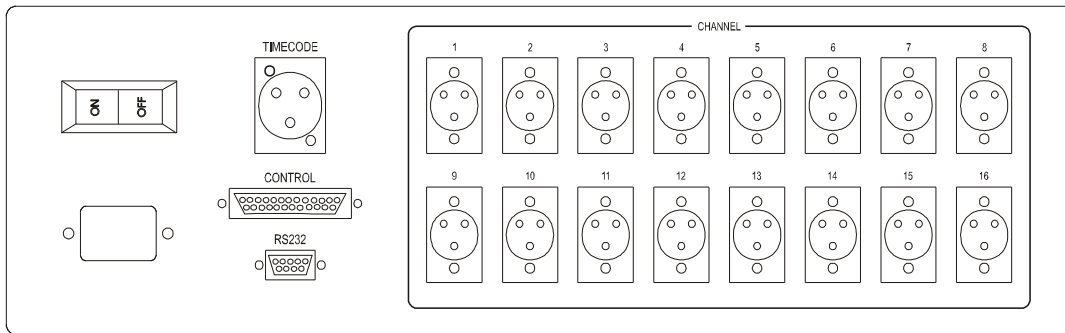 CHANNEL
TIMECODE
1 2 3 4 5 6 7 8
ON OFF
CONTROL
9 10 11 12 13 14 15 16
RS232